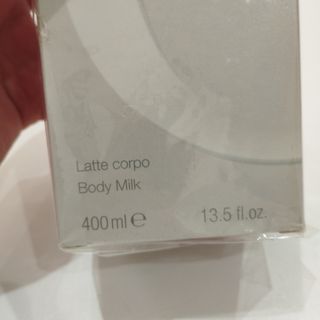 Latte corpo
Body Milk
400ml ℮ 13.5 fl.oz.